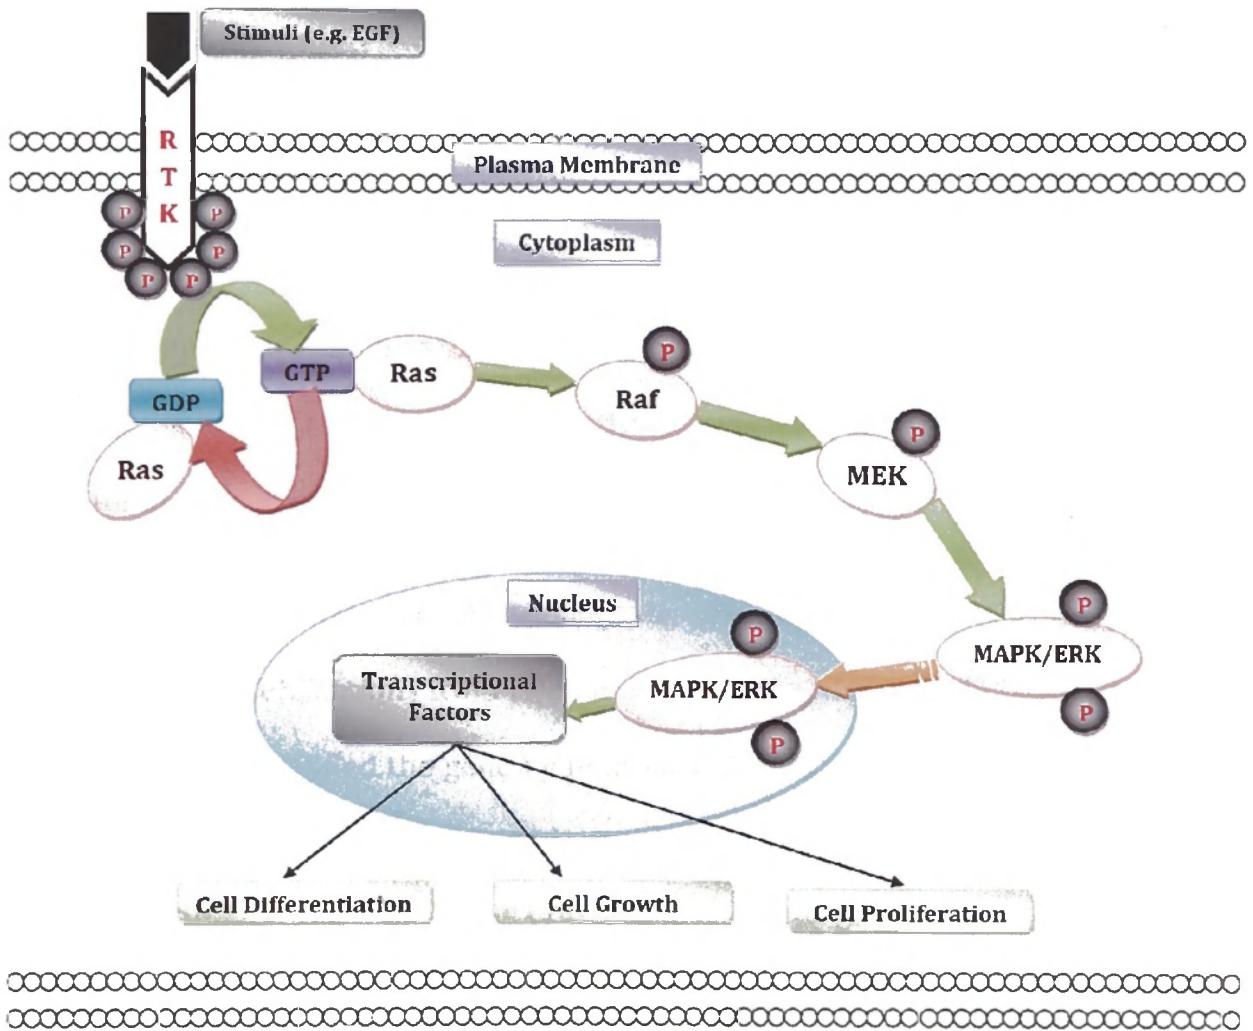 Stimuli (e.g. EGF)
R
T
K
Plasma Membrane
P
P
P
P
P
P
Cytoplasm
P
GTP
Ras
Raf
GDP
P
Ras
MEK
Nucleus
P
P
MAPK/ERK
MAPK/ERK
Transcriptional
Factors
P
P
Cell Differentiation
Cell Growth
Cell Proliferation